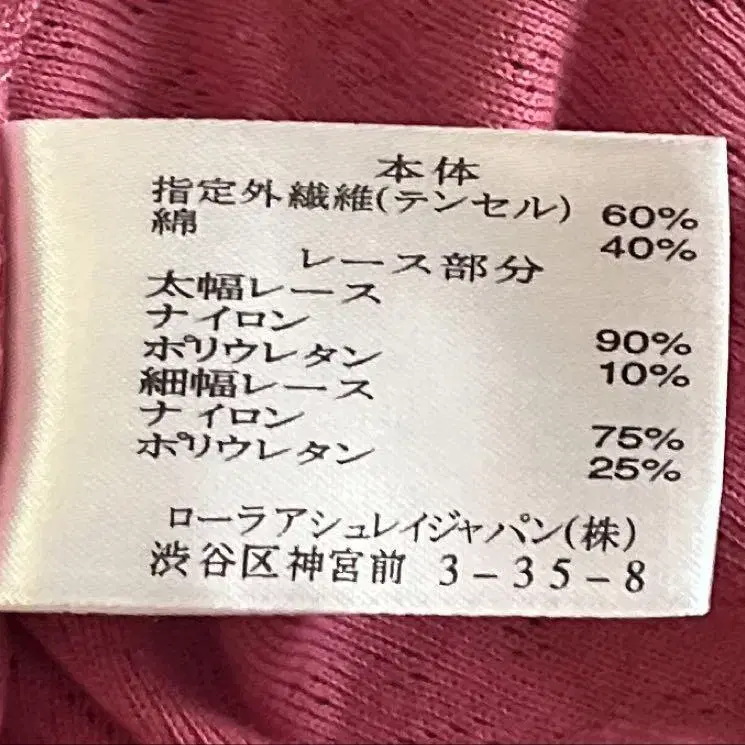 本体
指定外繊維(テンセル) 60%
綿 40%
レース部分
太幅レース
ナイロン 90%
ポリウレタン 10%
細幅レース
ナイロン 75%
ポリウレタン 25%
ローラアシュレイジャパン(株)
渋谷区神宮前 3-35-8